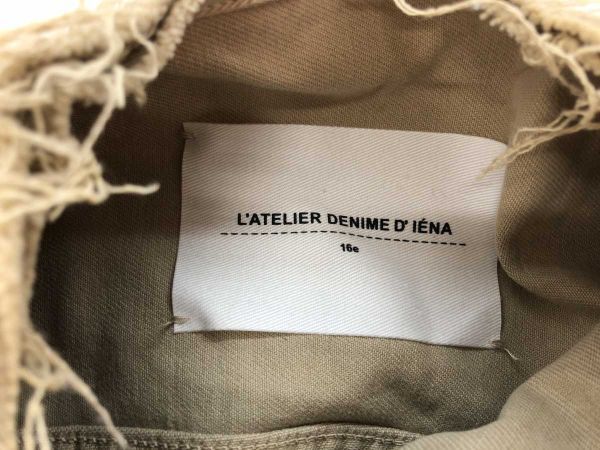 L'ATELIER DENIME D' IÉNA
16e